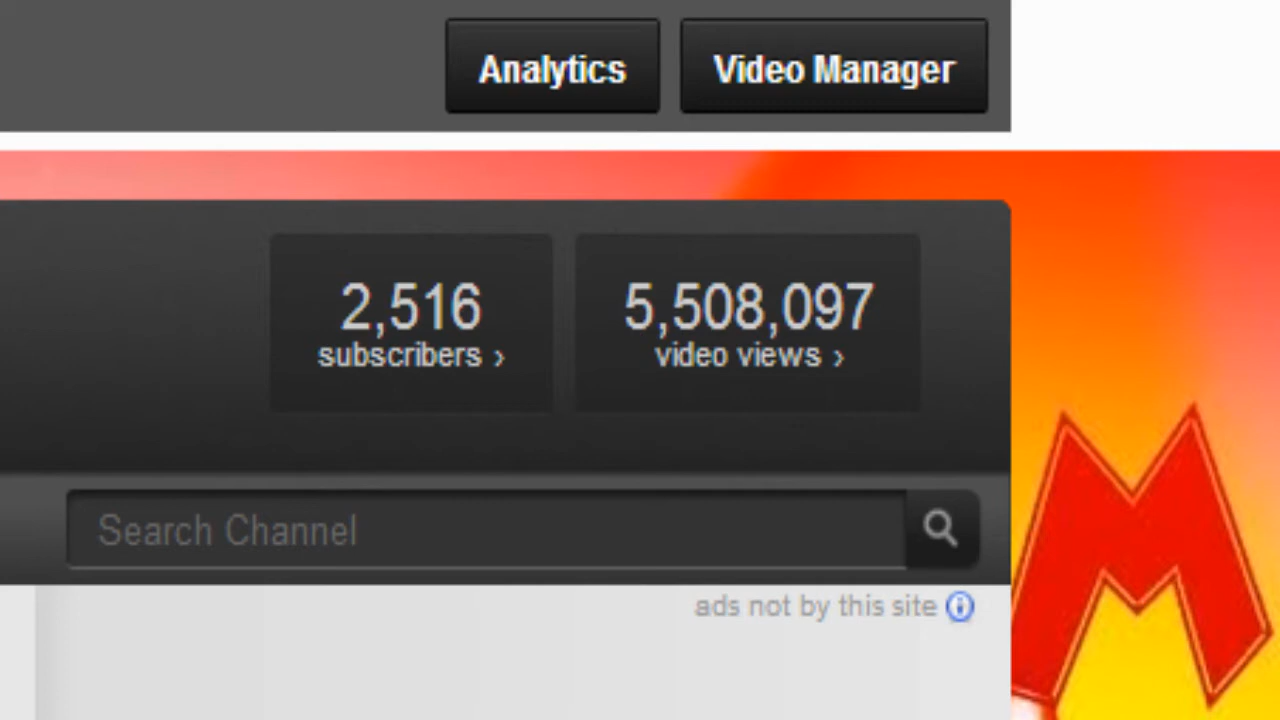 Analytics Video Manager
2,516 5,508,097
subscribers › video views ›
Search Channel
ads not by this site
M